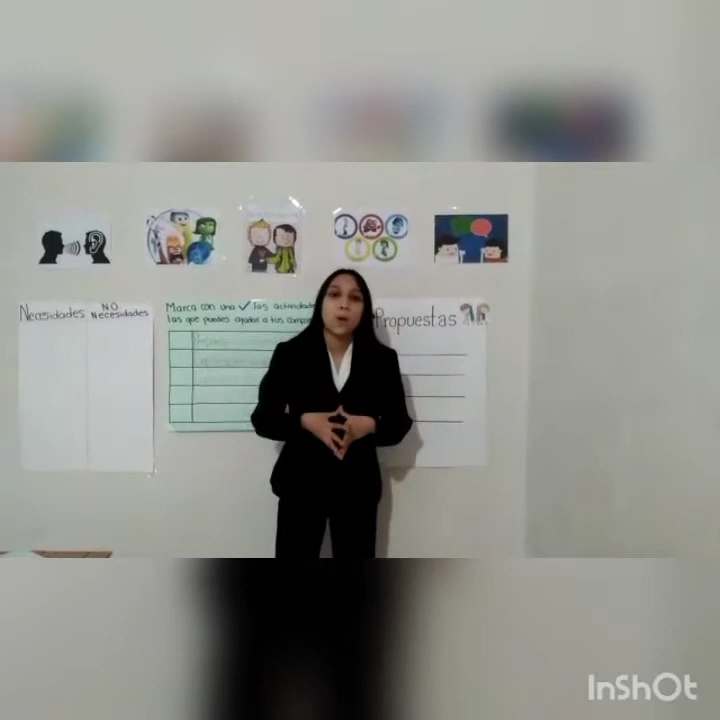 Necesidades
NO
Necesidades
Marca con una ✓ las actividades
las que puedes ayudar a tus
Propuestas
InShOt